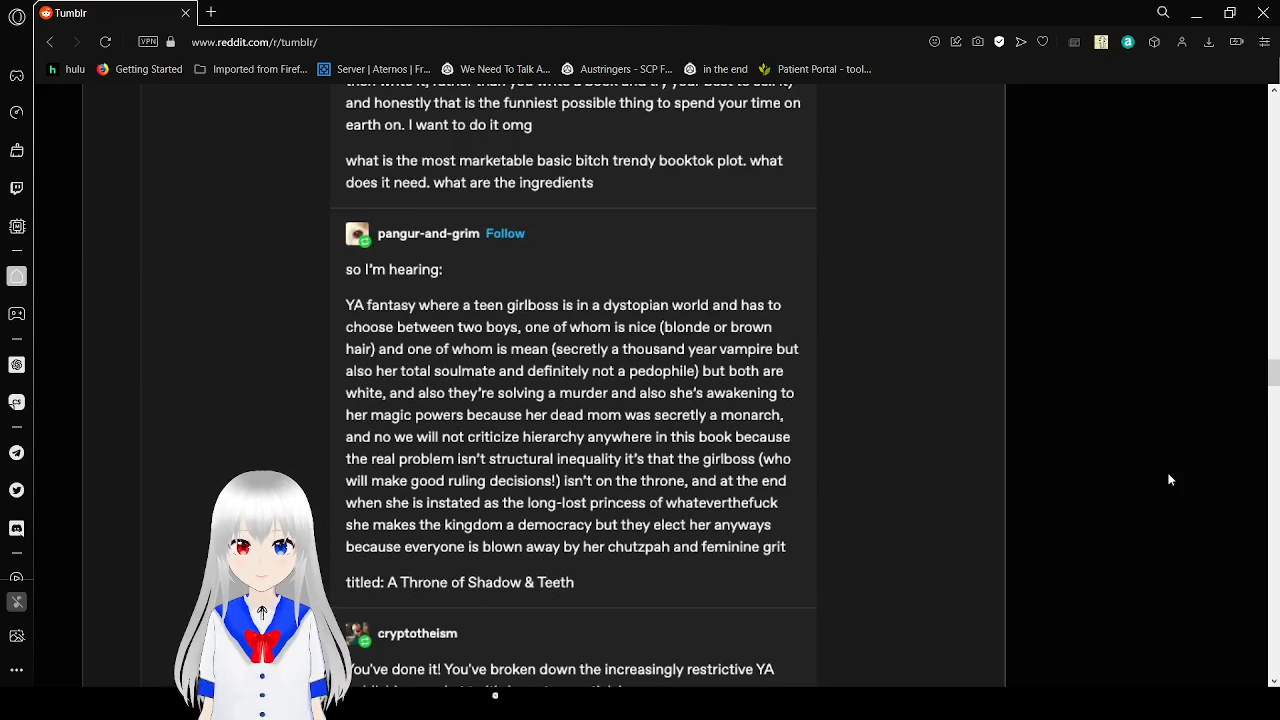 Tumblr
www.reddit.com/r/tumblr/
VPN
hulu
Getting Started
Imported from Firef...
Server | Aternos | Fr...
We Need To Talk A...
Austringers - SCP F...
in the end
Patient Portal - tool...
and honestly that is the funniest possible thing to spend your time on
earth on. I want to do it omg
what is the most marketable basic bitch trendy booktok plot. what
does it need. what are the ingredients
pangur-and-grim Follow
so I'm hearing:
YA fantasy where a teen girlboss is in a dystopian world and has to
choose between two boys, one of whom is nice (blonde or brown
hair) and one of whom is mean (secretly a thousand year vampire but
also her total soulmate and definitely not a pedophile) but both are
white, and also they're solving a murder and also she's awakening to
her magic powers because her dead mom was secretly a monarch,
and no we will not criticize hierarchy anywhere in this book because
the real problem isn't structural inequality it's that the girlboss (who
will make good ruling decisions!) isn't on the throne, and at the end
when she is instated as the long-lost princess of whateverthefuck
she makes the kingdom a democracy but they elect her anyways
because everyone is blown away by her chutzpah and feminine grit
titled: A Throne of Shadow & Teeth
cryptotheism
You've done it! You've broken down the increasingly restrictive YA